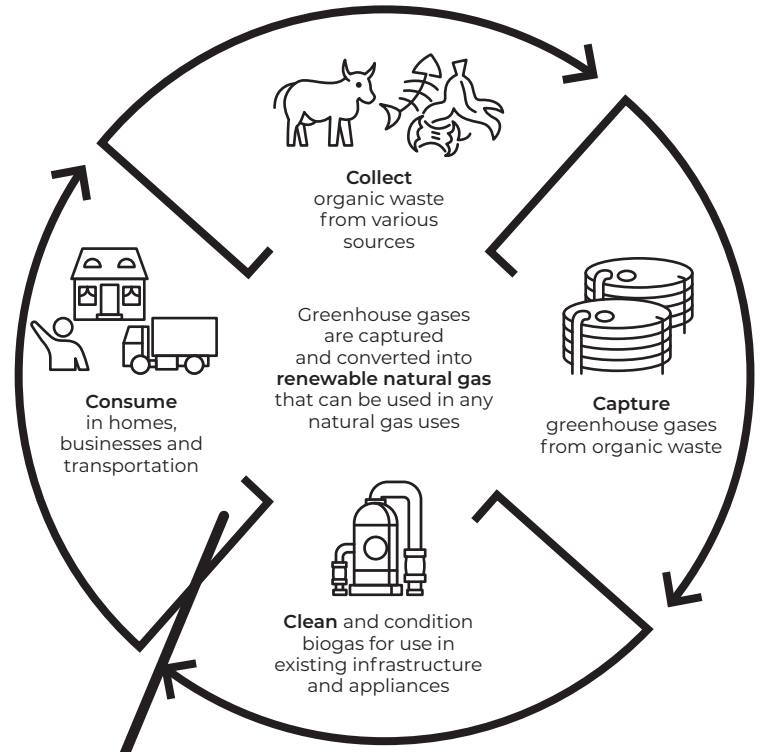 Collect
organic waste
from various
sources
Greenhouse gases
are captured
and converted into
renewable natural gas
that can be used in any
natural gas uses
Capture
greenhouse gases
from organic waste
Consume
in homes,
businesses and
transportation
Clean and condition
biogas for use in
existing infrastructure
and appliances